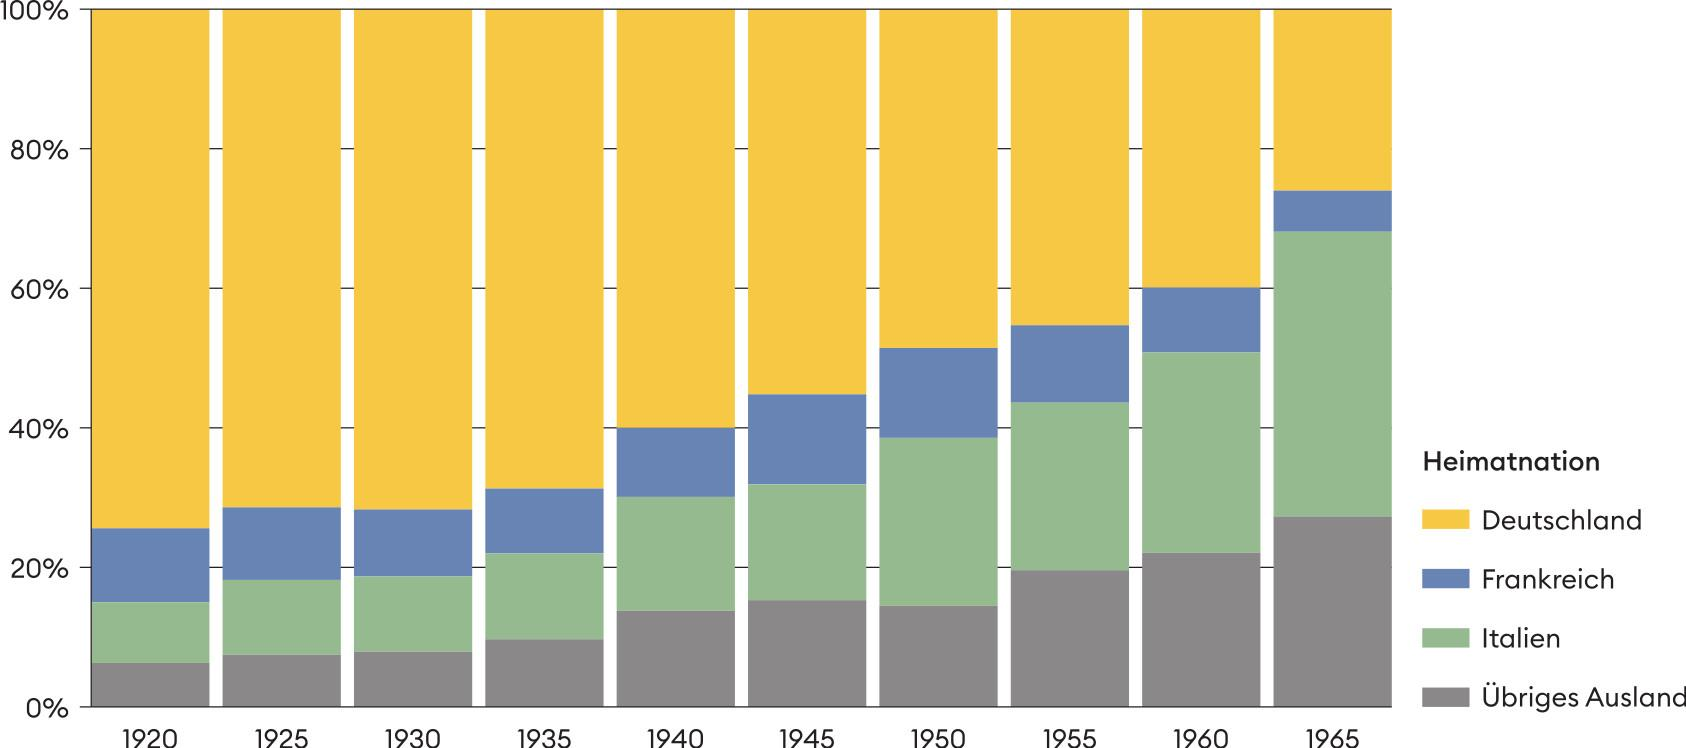 100%
80%
60%
40%
20%
0%
1920 1925 1930 1935 1940 1945 1950 1955 1960 1965
Heimatnation
Deutschland
Frankreich
Italien
Übriges Ausland